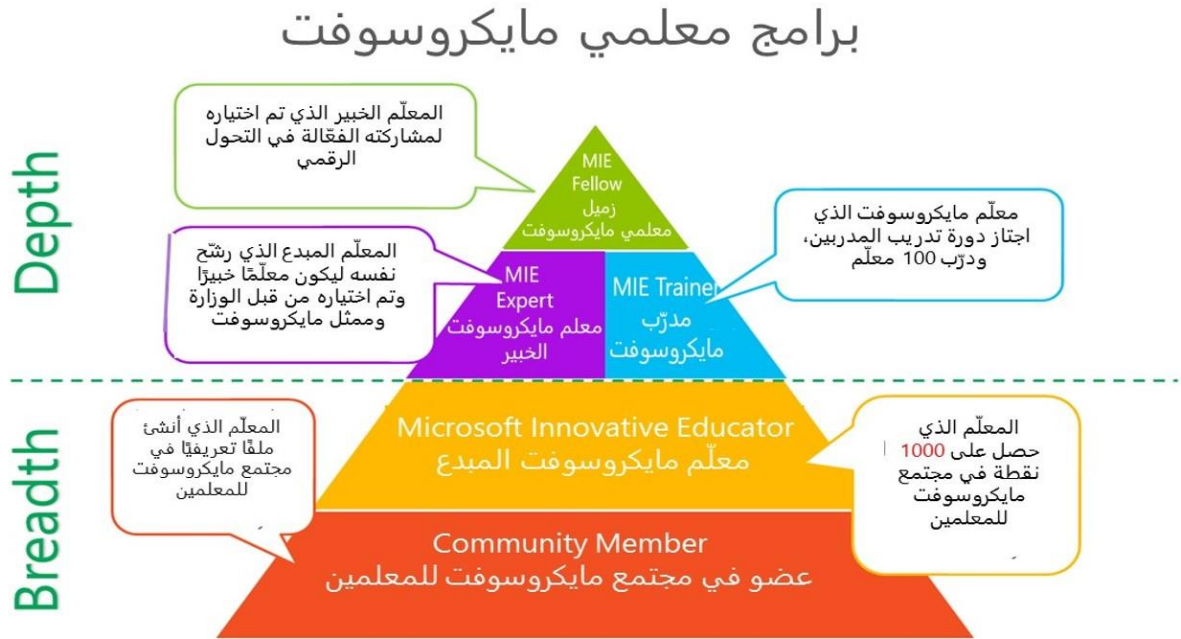 برامج معلمي مايكروسوفت
Depth
المعلّم الخبير الذي تم اختياره
لمشاركته الفعّالة في التحول
الرقمي
MIE
Fellow
زميل
معلمي مايكروسوفت
معلّم مايكروسوفت الذي
اجتاز دورة تدريب المدربين،
ودرّب 100 معلّم
المعلّم المبدع الذي رشّح
نفسه ليكون معلّمًا خبيرًا
وتم اختياره من قبل الوزارة
وممثل مايكروسوفت
MIE
Expert
معلم مايكروسوفت
الخبير
MIE Trainer
مدرّب
مايكروسوفت
Breadth
المعلّم الذي أنشئ
ملفًا تعريفيًا في
مجتمع مايكروسوفت
للمعلمين
Microsoft Innovative Educator
معلّم مايكروسوفت المبدع
المعلّم الذي
حصل على 1000
نقطة في مجتمع
مايكروسوفت
للمعلمين
Community Member
عضو في مجتمع مايكروسوفت للمعلمين